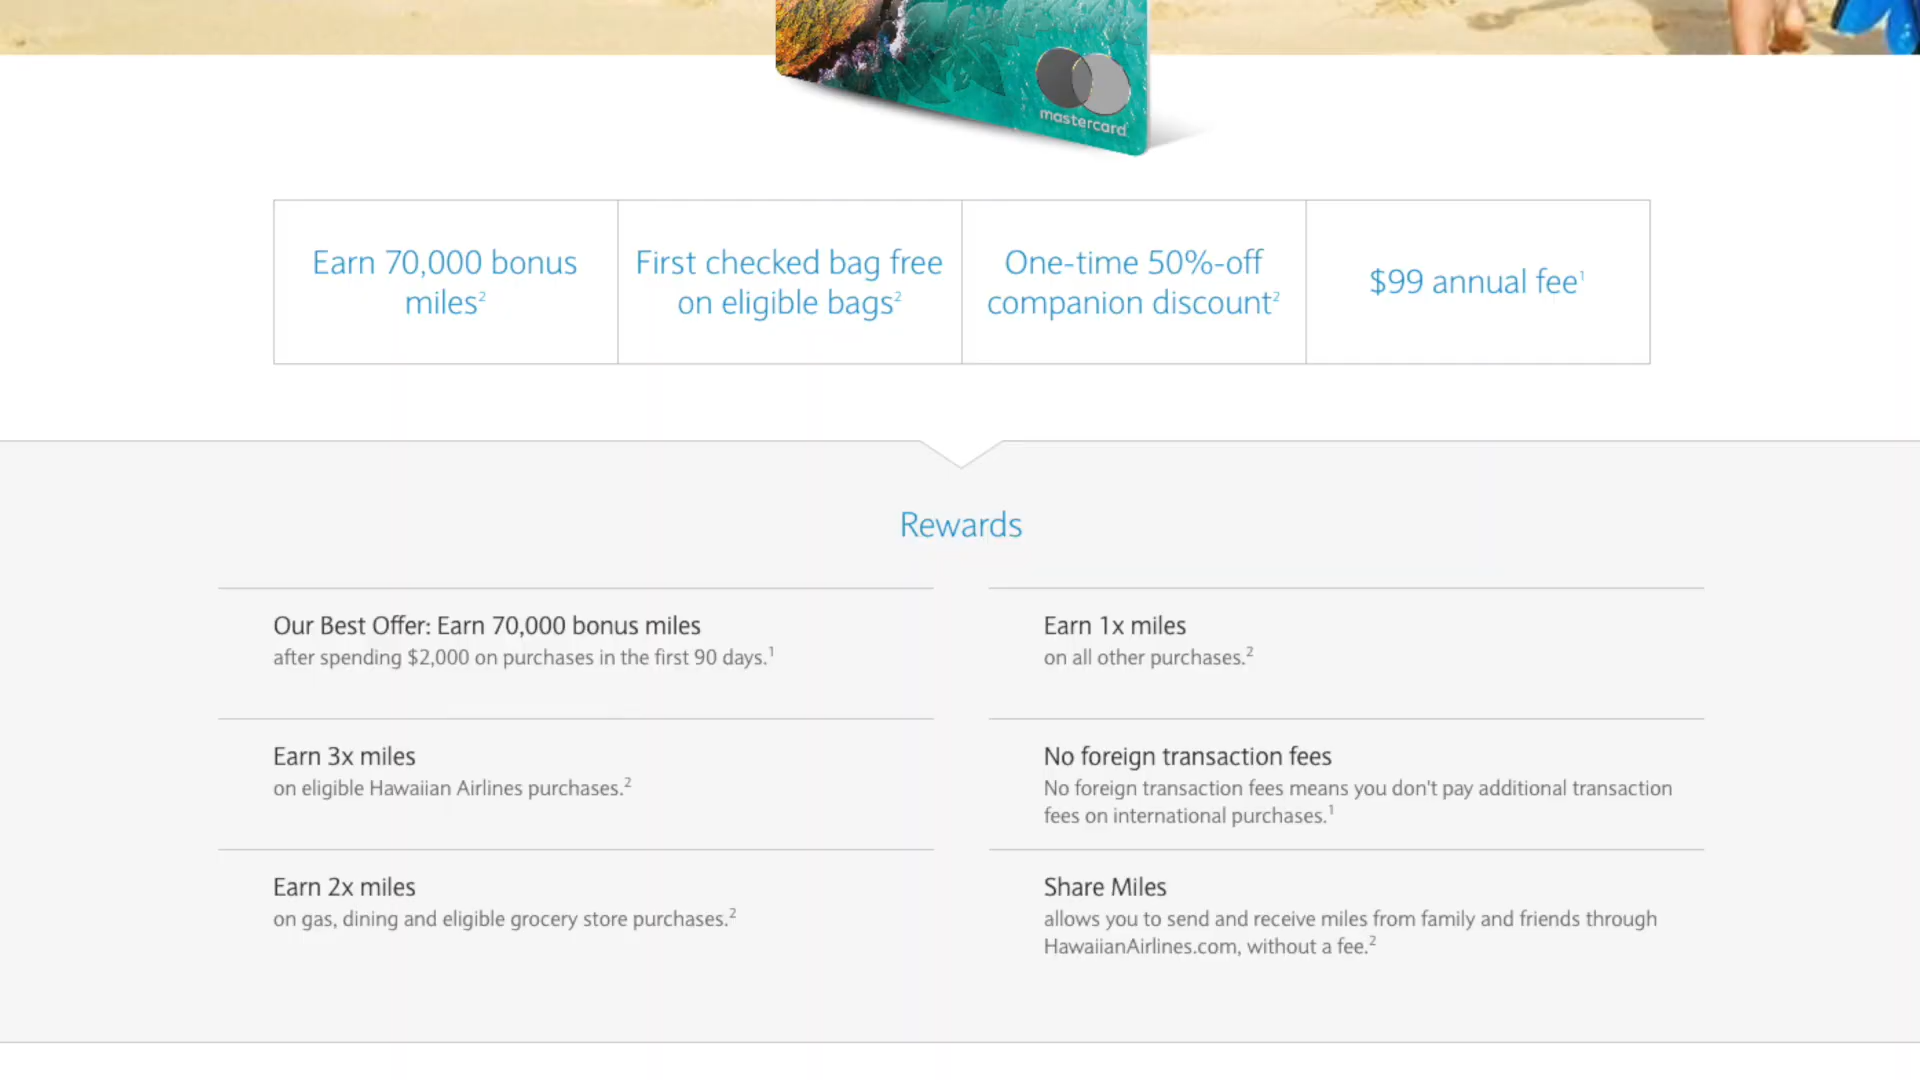 mastercard
Earn 70,000 bonus
miles²
First checked bag free
on eligible bags²
One-time 50%-off
companion discount²
$99 annual fee¹
Rewards
Our Best Offer: Earn 70,000 bonus miles
after spending $2,000 on purchases in the first 90 days.¹
Earn 1x miles
on all other purchases.²
Earn 3x miles
on eligible Hawaiian Airlines purchases.²
No foreign transaction fees
No foreign transaction fees means you don't pay additional transaction
fees on international purchases.¹
Earn 2x miles
on gas, dining and eligible grocery store purchases.²
Share Miles
allows you to send and receive miles from family and friends through
HawaiianAirlines.com, without a fee.²